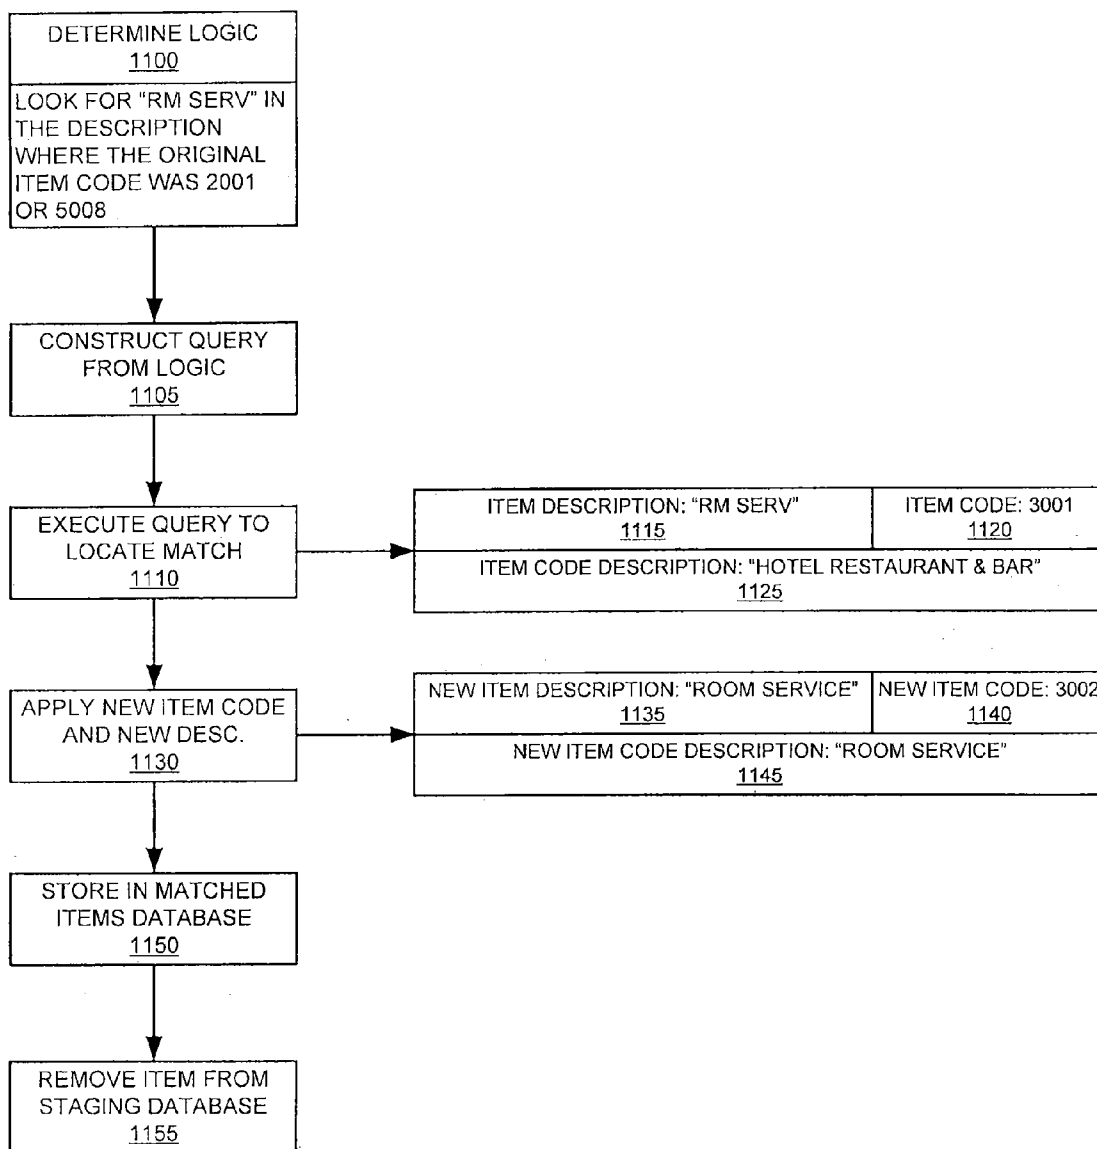 DETERMINE LOGIC
1100
LOOK FOR "RM SERV" IN
THE DESCRIPTION
WHERE THE ORIGINAL
ITEM CODE WAS 2001
OR 5008
CONSTRUCT QUERY
FROM LOGIC
1105
EXECUTE QUERY TO
LOCATE MATCH
1110
ITEM DESCRIPTION: "RM SERV"
1115
ITEM CODE: 3001
1120
ITEM CODE DESCRIPTION: "HOTEL RESTAURANT & BAR"
1125
APPLY NEW ITEM CODE
AND NEW DESC.
1130
NEW ITEM DESCRIPTION: "ROOM SERVICE"
1135
NEW ITEM CODE: 3002
1140
NEW ITEM CODE DESCRIPTION: "ROOM SERVICE"
1145
STORE IN MATCHED
ITEMS DATABASE
1150
REMOVE ITEM FROM
STAGING DATABASE
1155